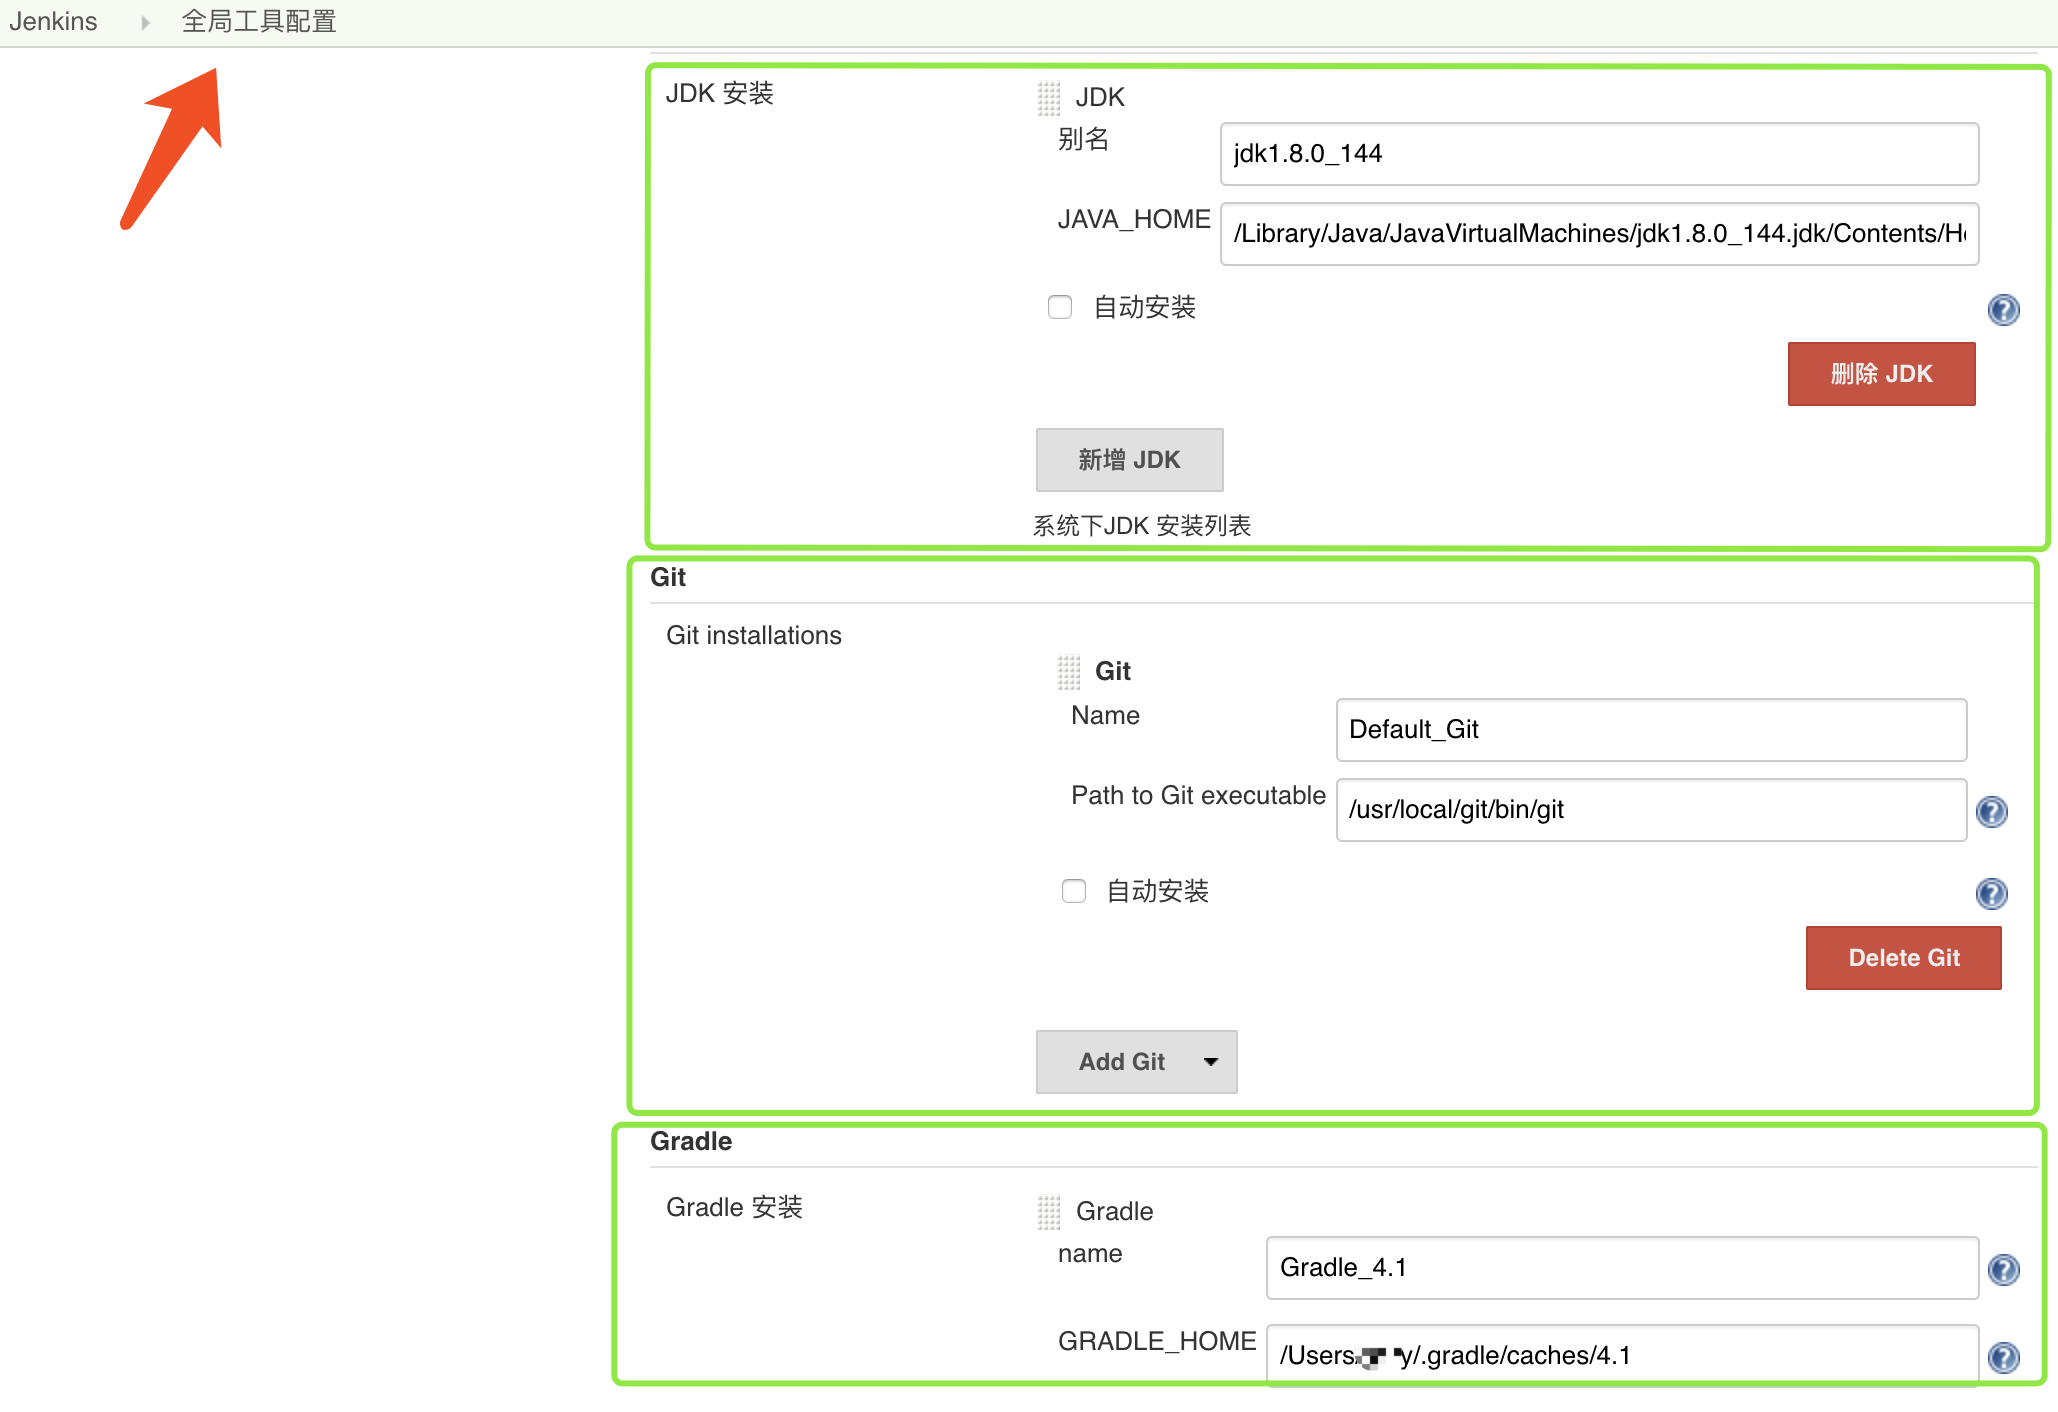 Jenkins 全局工具配置
JDK 安装
JDK
别名
jdk1.8.0_144
JAVA_HOME
/Library/Java/JavaVirtualMachines/jdk1.8.0_144.jdk/Contents/H
自动安装
删除 JDK
新增 JDK
系统下JDK 安装列表
Git
Git installations
Git
Name
Default_Git
Path to Git executable
/usr/local/git/bin/git
自动安装
Delete Git
Add Git
Gradle
Gradle 安装
Gradle
name
Gradle_4.1
GRADLE_HOME
/Users y/.gradle/caches/4.1